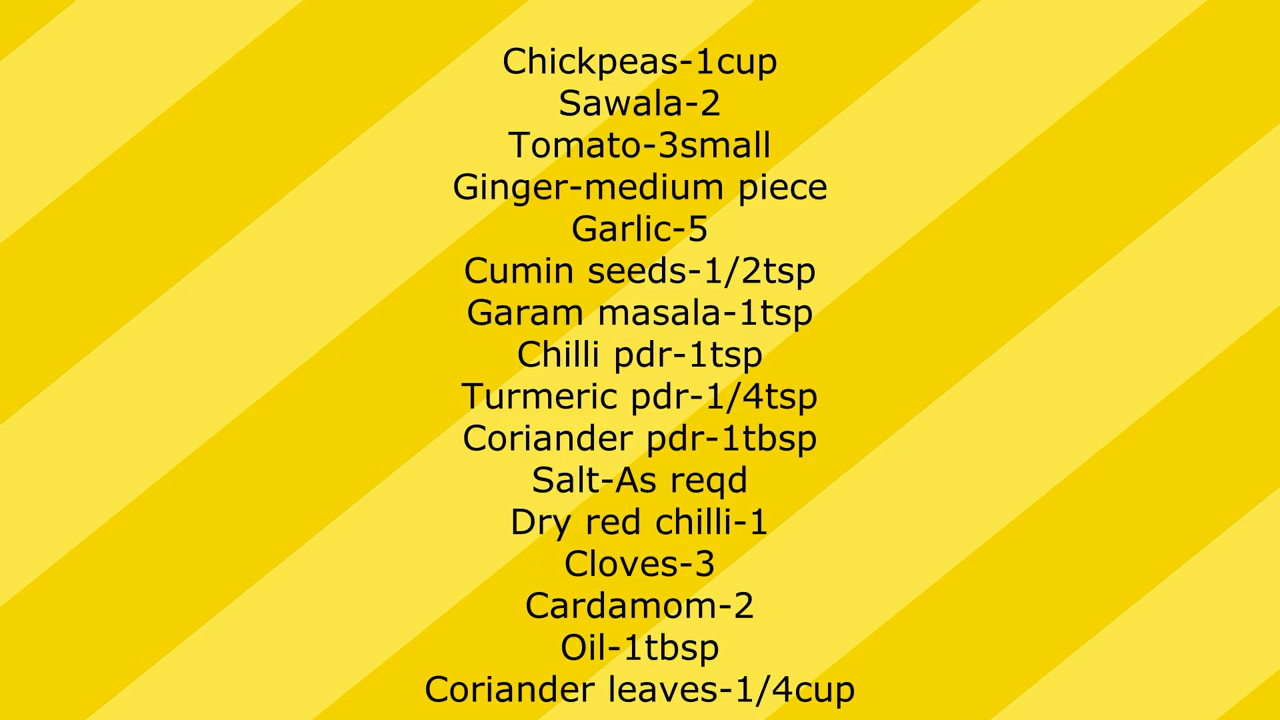 Chickpeas-1cup
Sawala-2
Tomato-3small
Ginger-medium piece
Garlic-5
Cumin seeds-1/2tsp
Garam masala-1tsp
Chilli pdr-1tsp
Turmeric pdr-1/4tsp
Coriander pdr-1tbsp
Salt-As reqd
Dry red chilli-1
Cloves-3
Cardamom-2
Oil-1tbsp
Coriander leaves-1/4cup